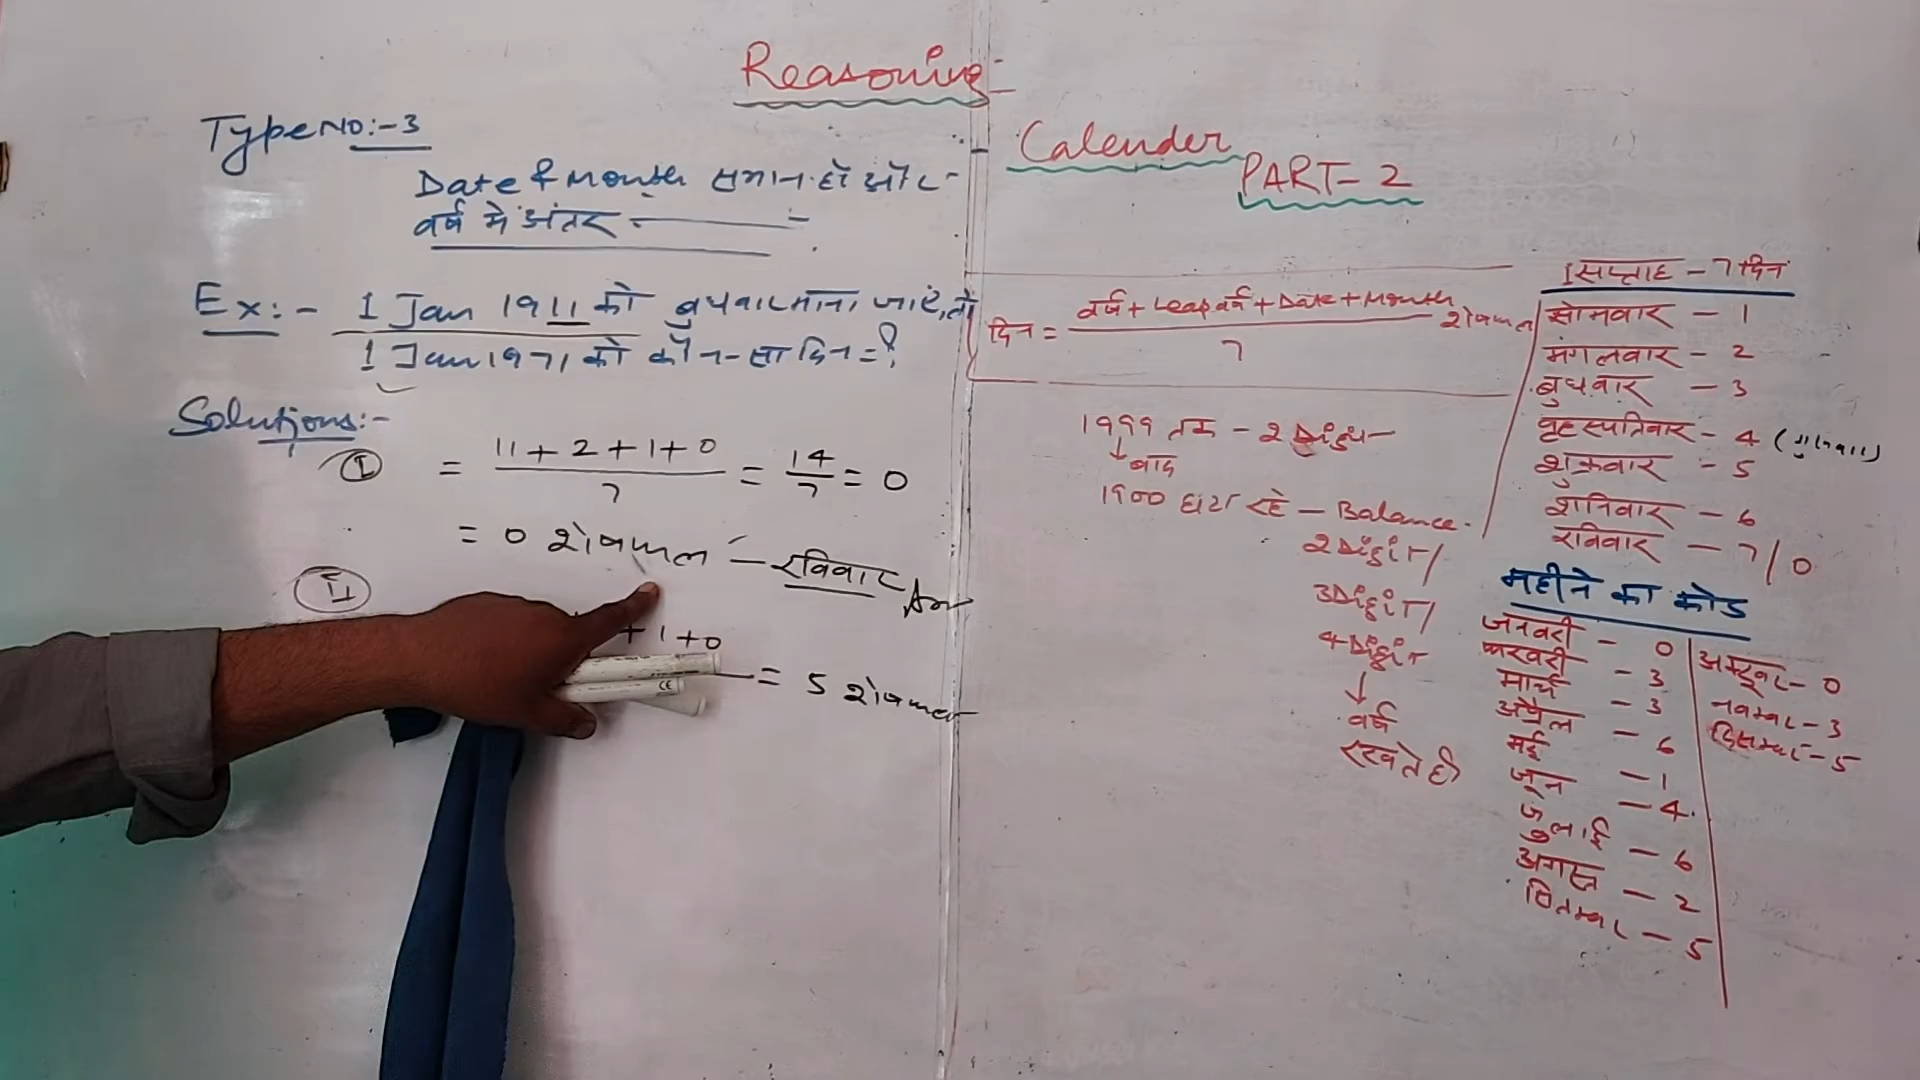 Reasoning:-
Calender
PART-2
Type No:-3
Date & Month समान हो और -
वर्ष में अंतर -
Ex:- 1 Jan 1911 को बुधवार माना जाए, तो
1 Jan 1971 को कौन-सा दिन = ?
Solutions:-
I = 11+2+1+0 / 7 = 14/7 = 0
= 0 शेषफल - रविवार Ans
II
+1+0
= 5 शेषफल
दिन = वर्ष + Leap वर्ष + Date + Month / 7 शेषफल
1999 तक - 2 Digit
↓ बाद
1900 घटा रहे - Balance.
2 Digit/
3 Digit/
4 Digit
↓
वर्ष
रखते है
1 सप्ताह - 7 दिन
सोमवार - 1
मंगलवार - 2
बुधवार - 3
वृहस्पतिवार - 4 (गुरुवार)
शुक्रवार - 5
शनिवार - 6
रविवार - 7/0
महीने का कोड
जनवरी - 0
फरवरी - 3
मार्च - 3
अप्रैल - 6
मई - 1
जून - 4
जुलाई - 6
अगस्त - 2
सितम्बर - 5
अक्टूबर - 0
नवम्बर - 3
दिसम्बर - 5